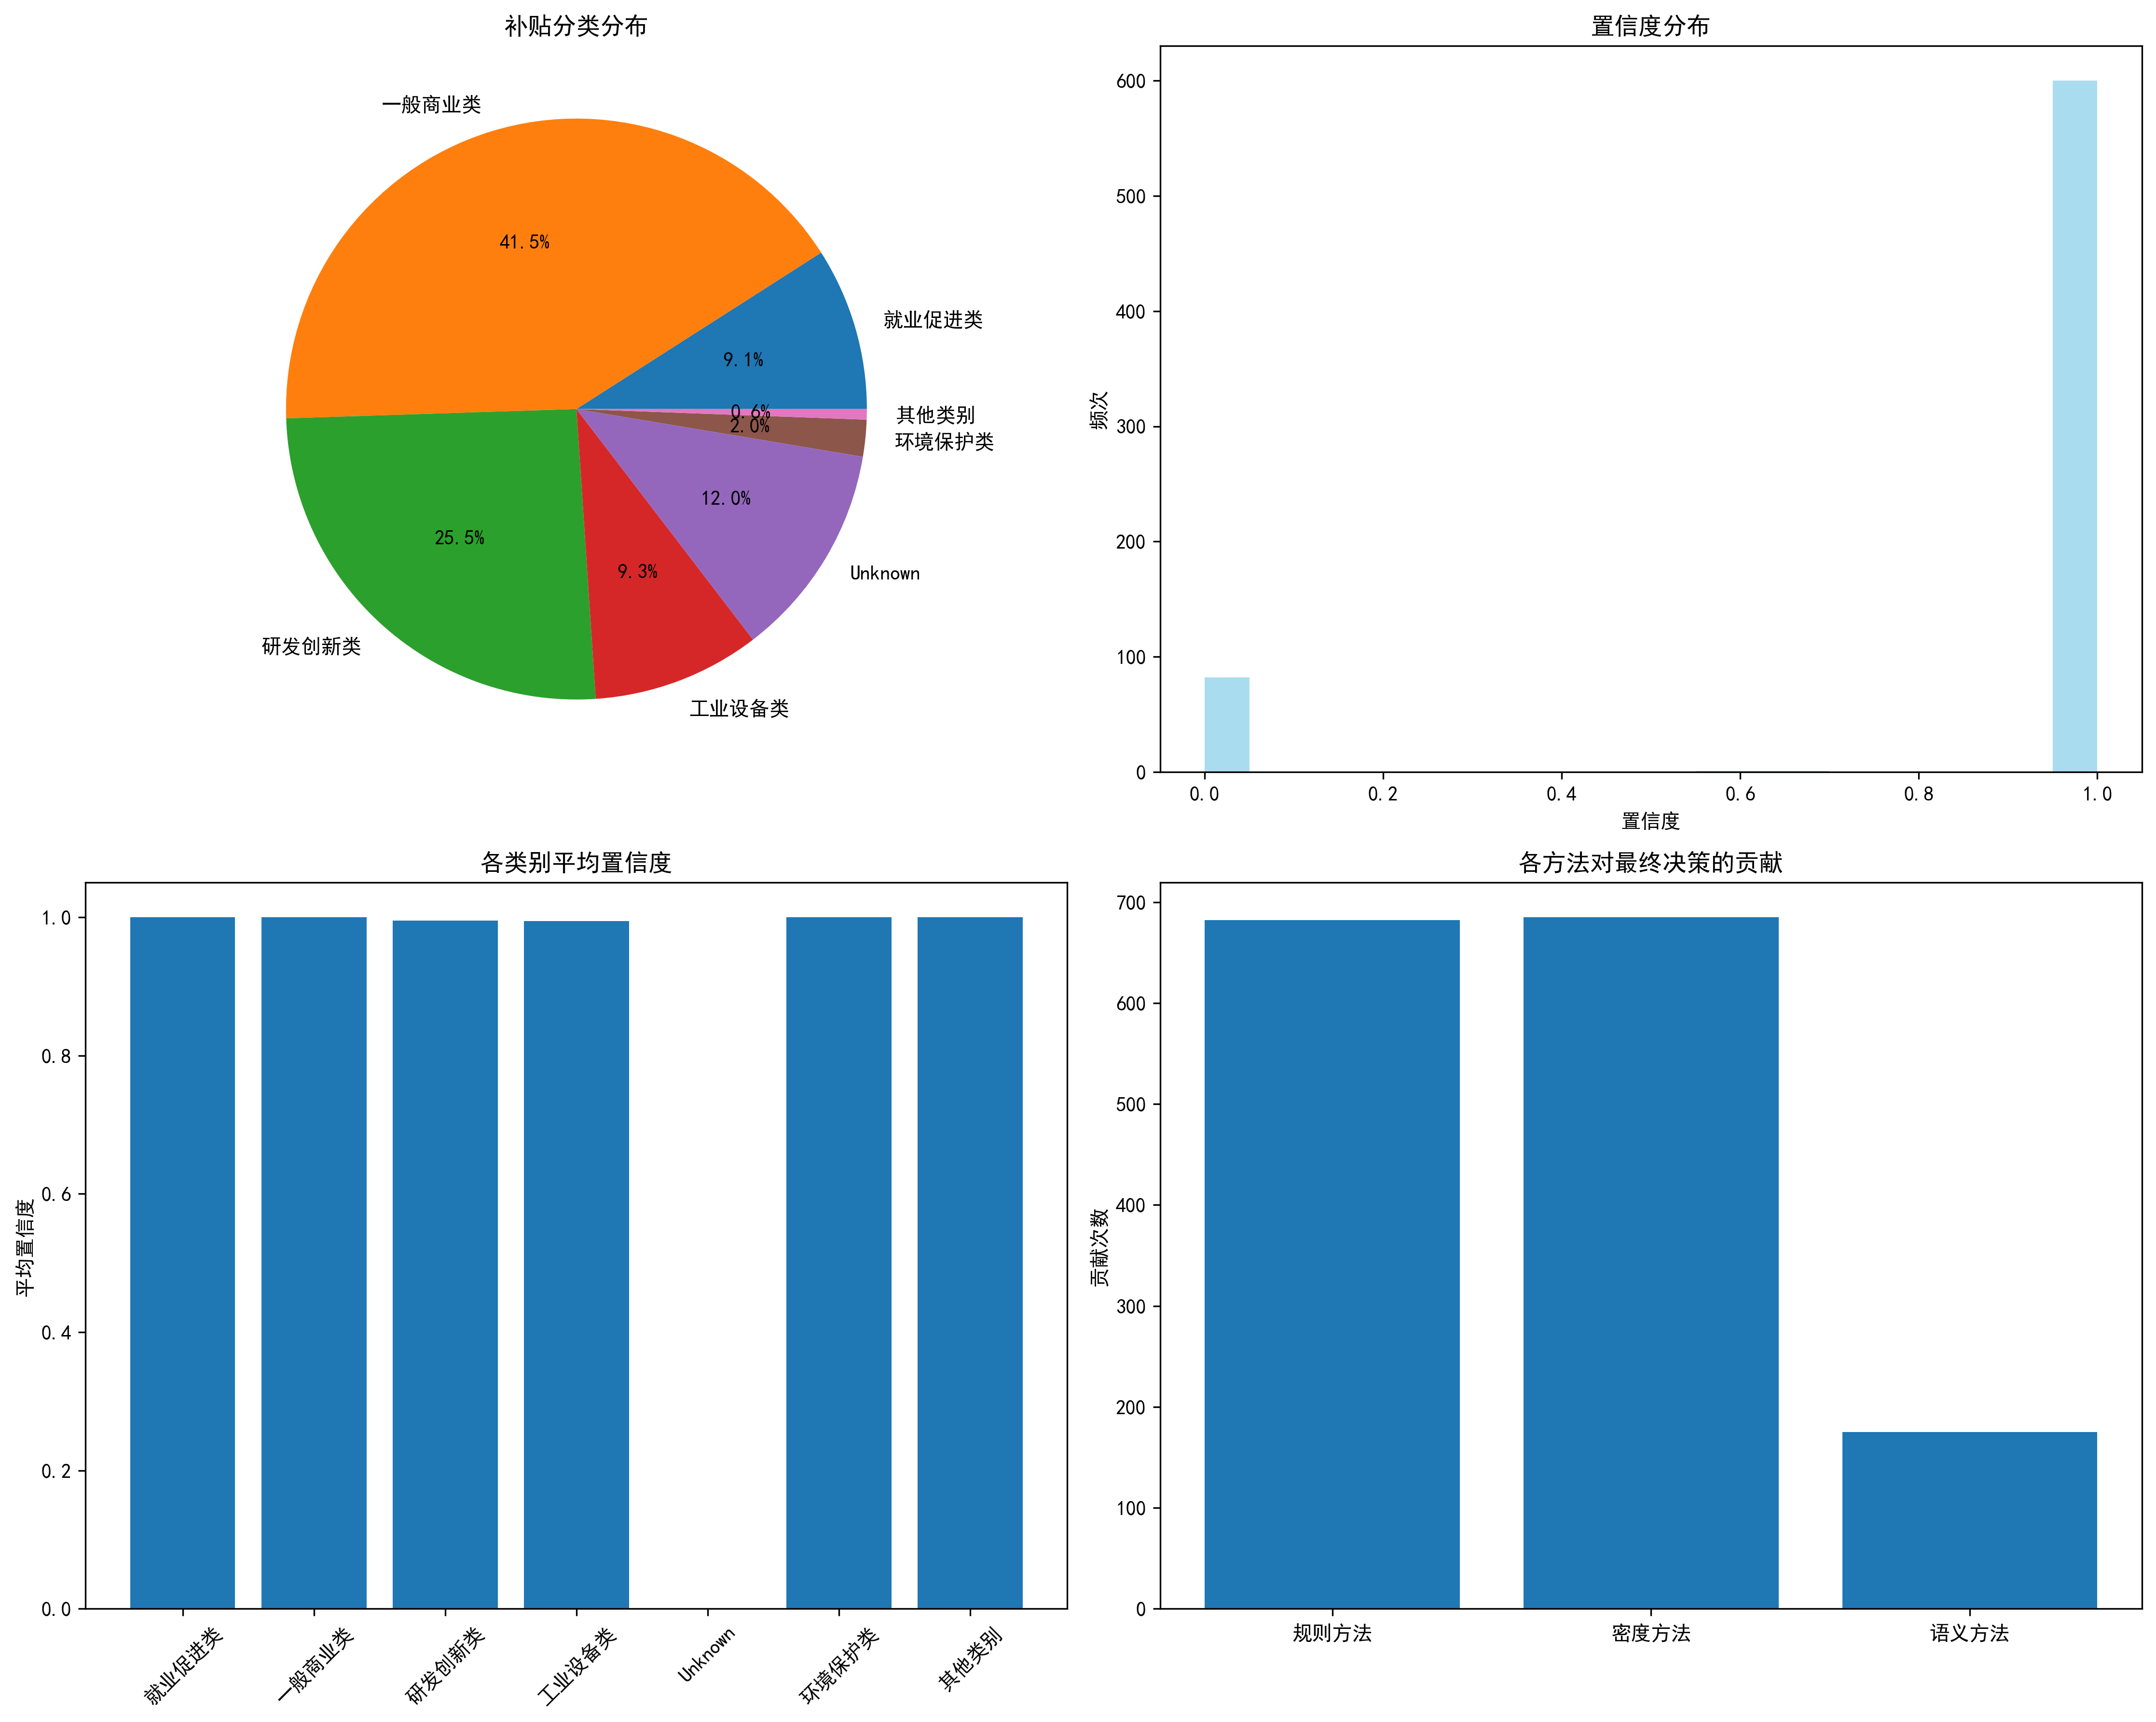 补贴分类分布
一般商业类
41.5%
就业促进类
9.1%
0.6%
其他类别
2.0%
环境保护类
12.0%
25.5%
9.3%
Unknown
研发创新类
工业设备类
置信度分布
600
500
400
300
200
100
0
频次
0.0 0.2 0.4 0.6 0.8 1.0
置信度
各类别平均置信度
1.0
0.8
0.6
0.4
0.2
0.0
平均置信度
就业促进类 一般商业类 研发创新类 工业设备类 Unknown 环境保护类 其他类别
各方法对最终决策的贡献
700
600
500
400
300
200
100
0
贡献次数
规则方法 密度方法 语义方法